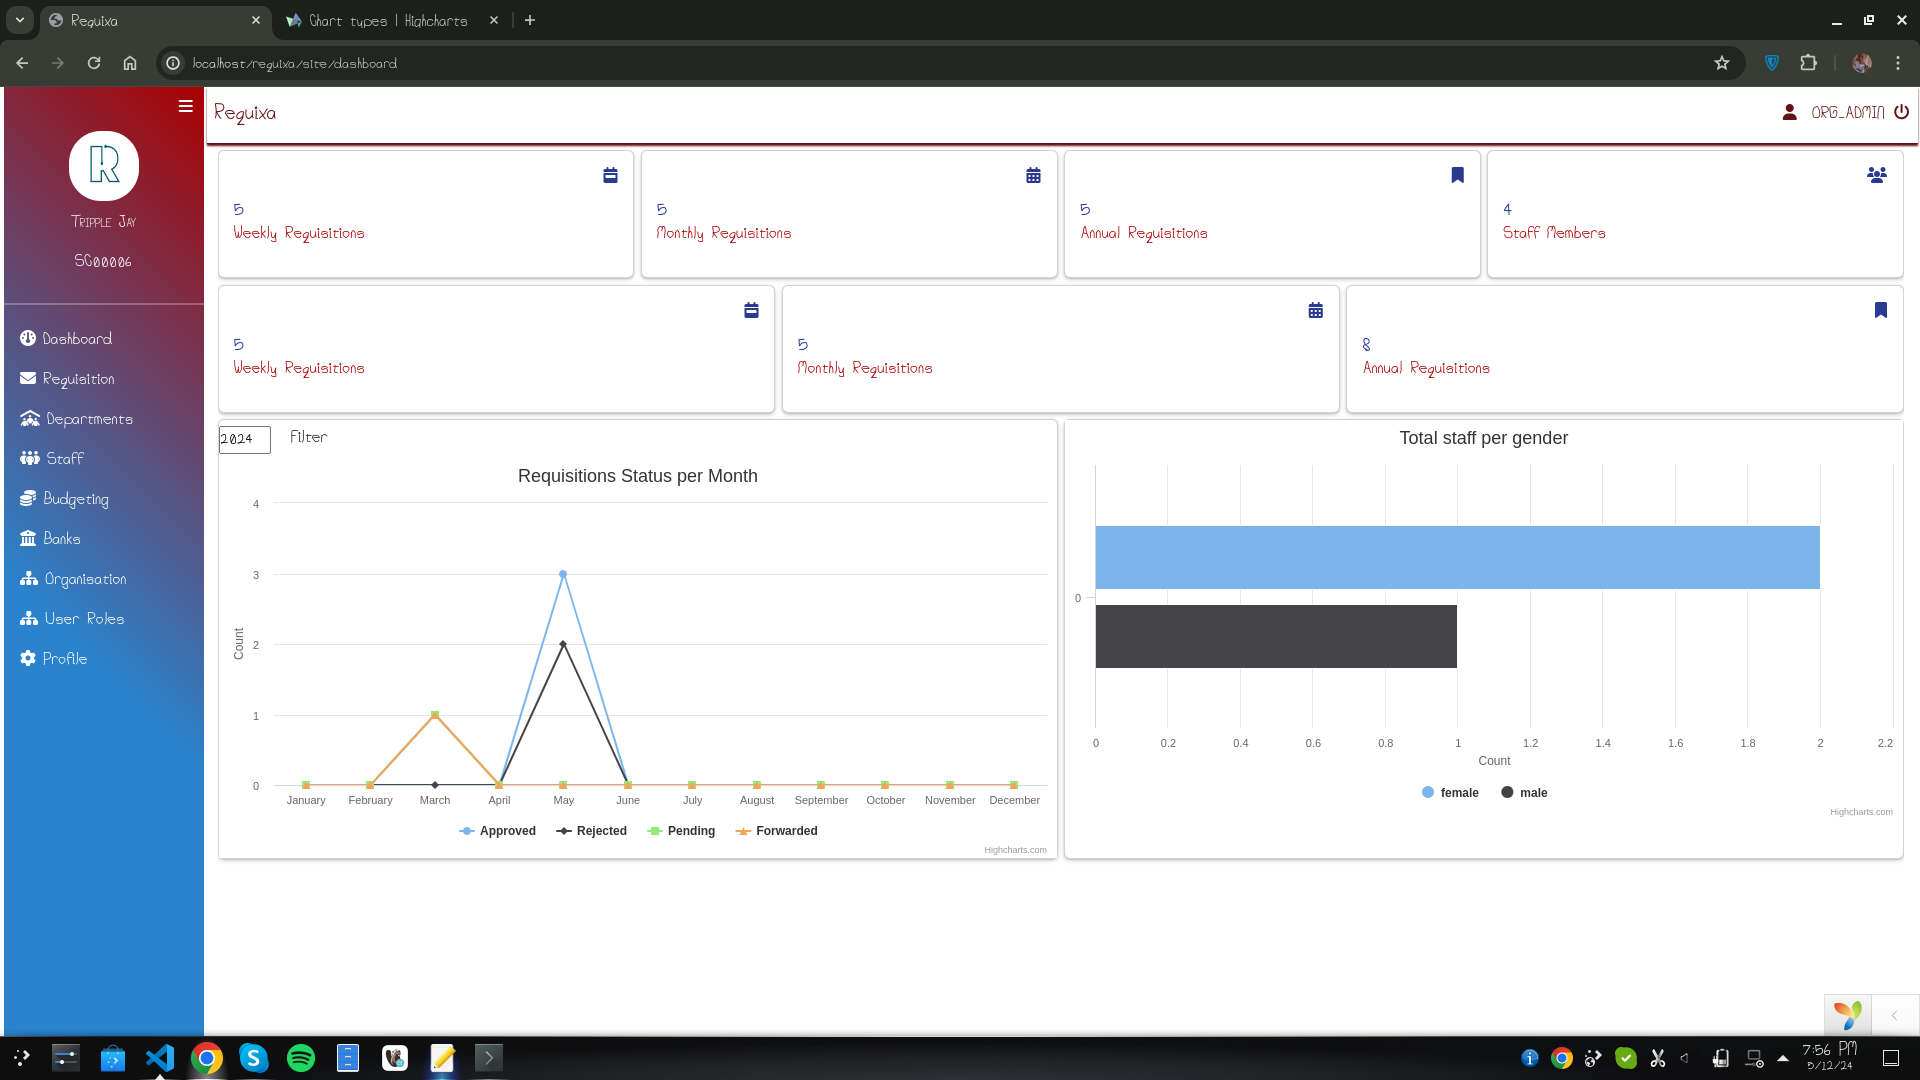 Requixa
Chart types | Highcharts
localhost/requixa/site/dashboard
Requixa
ORG_ADMIN
R
Tripple Jay
SC00006
Dashboard
Requisition
Departments
Staff
Budgeting
Banks
Organisation
User Roles
Profile
5
Weekly Requisitions
5
Monthly Requisitions
5
Annual Requisitions
4
Staff Members
5
Weekly Requisitions
5
Monthly Requisitions
8
Annual Requisitions
2024 Filter
Requisitions Status per Month
Count
4
3
2
1
0
January February March April May June July August September October November December
Approved Rejected Pending Forwarded
Highcharts.com
Total staff per gender
0
0 0.2 0.4 0.6 0.8 1 1.2 1.4 1.6 1.8 2 2.2
Count
female male
Highcharts.com
7:56 PM
5/12/24